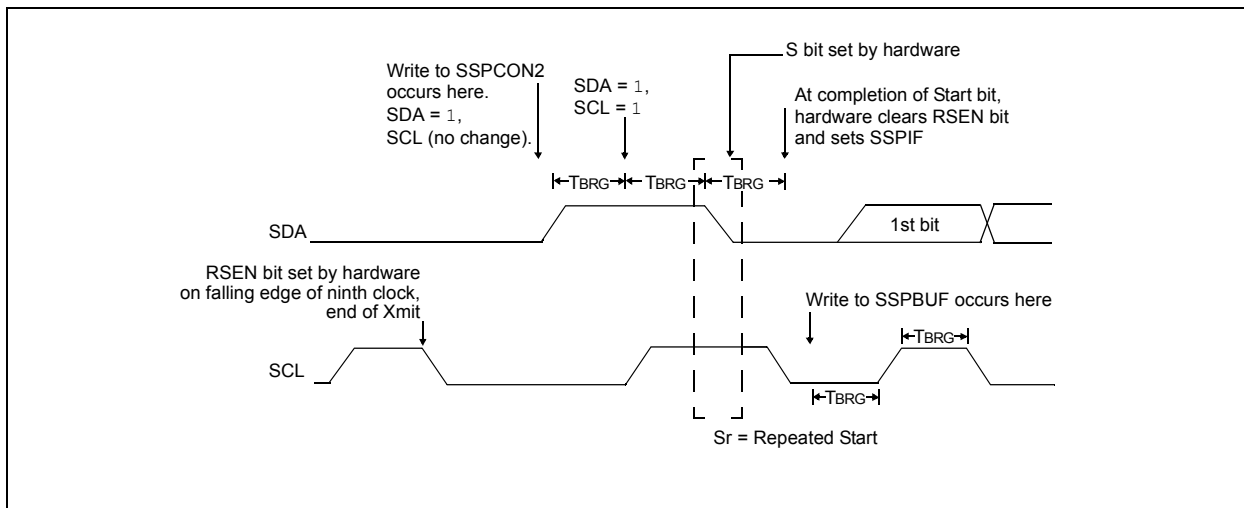 S bit set by hardware
Write to SSPCON2
occurs here.
SDA = 1,
SCL (no change).
SDA = 1,
SCL = 1
At completion of Start bit,
hardware clears RSEN bit
and sets SSPIF
TBRG
TBRG
TBRG
SDA
1st bit
RSEN bit set by hardware
on falling edge of ninth clock,
end of Xmit
Write to SSPBUF occurs here
TBRG
SCL
TBRG
Sr = Repeated Start